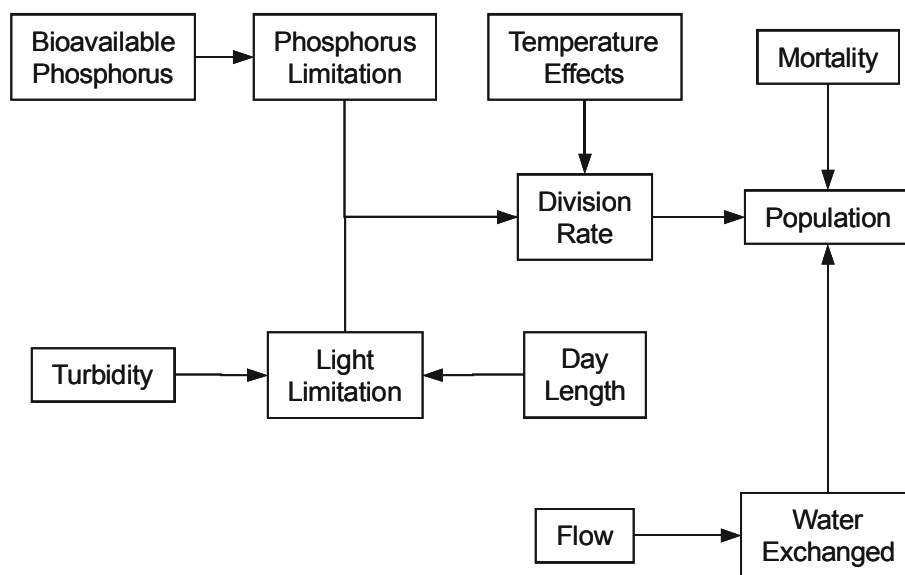 Bioavailable
Phosphorus
Phosphorus
Limitation
Temperature
Effects
Mortality
Division
Rate
Population
Turbidity
Light
Limitation
Day
Length
Flow
Water
Exchanged